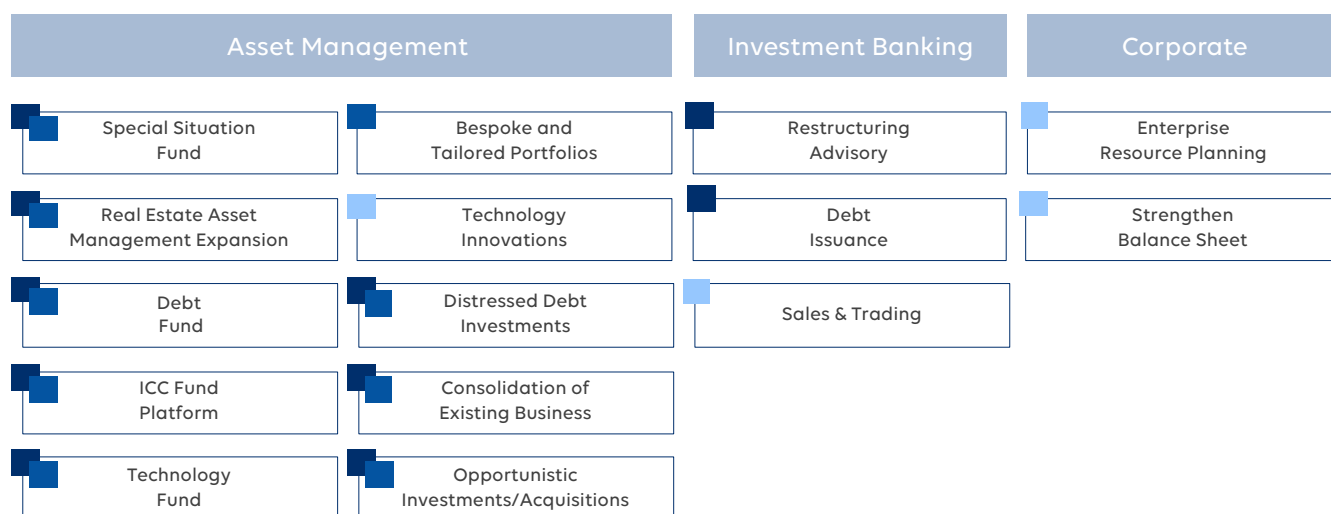 Asset Management
Investment Banking
Corporate
Special Situation
Fund
Bespoke and
Tailored Portfolios
Restructuring
Advisory
Enterprise
Resource Planning
Real Estate Asset
Management Expansion
Technology
Innovations
Debt
Issuance
Strengthen
Balance Sheet
Debt
Fund
Distressed Debt
Investments
Sales & Trading
ICC Fund
Platform
Consolidation of
Existing Business
Technology
Fund
Opportunistic
Investments/Acquisitions